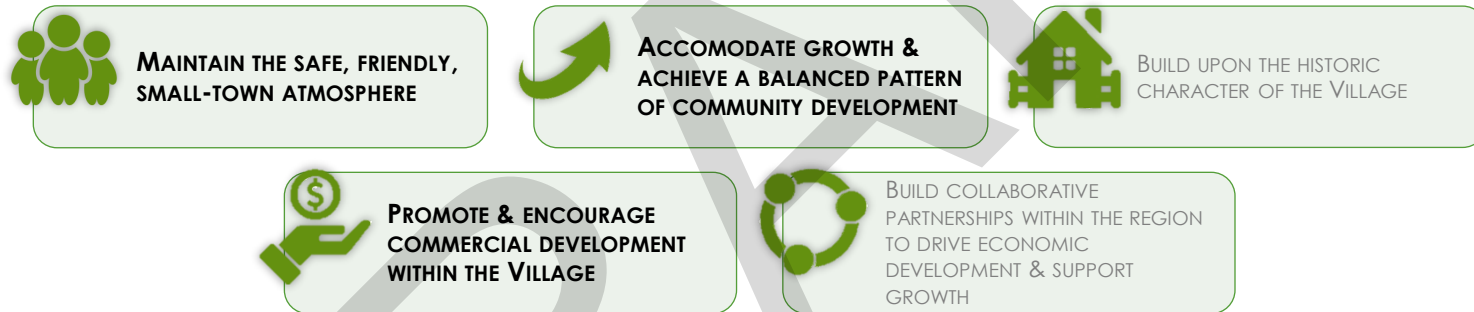 MAINTAIN THE SAFE, FRIENDLY,
SMALL-TOWN ATMOSPHERE
ACCOMODATE GROWTH &
ACHIEVE A BALANCED PATTERN
OF COMMUNITY DEVELOPMENT
BUILD UPON THE HISTORIC
CHARACTER OF THE VILLAGE
$
PROMOTE & ENCOURAGE
COMMERCIAL DEVELOPMENT
WITHIN THE VILLAGE
BUILD COLLABORATIVE
PARTNERSHIPS WITHIN THE REGION
TO DRIVE ECONOMIC
DEVELOPMENT & SUPPORT
GROWTH